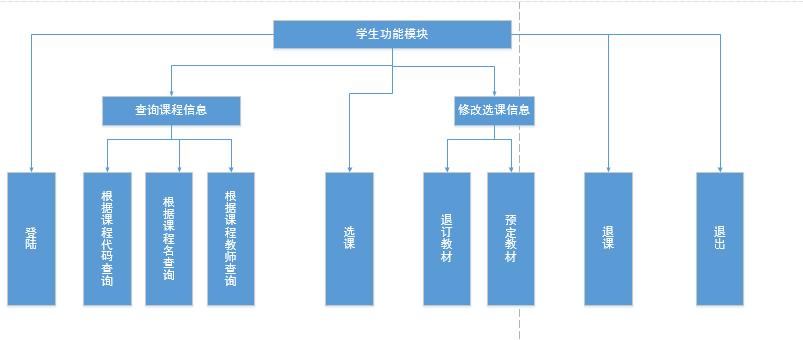 学生功能模块
查询课程信息
修改选课信息
登陆
根据课程代码查询
根据课程名查询
根据课程教师查询
选课
退订教材
预定教材
退课
退出